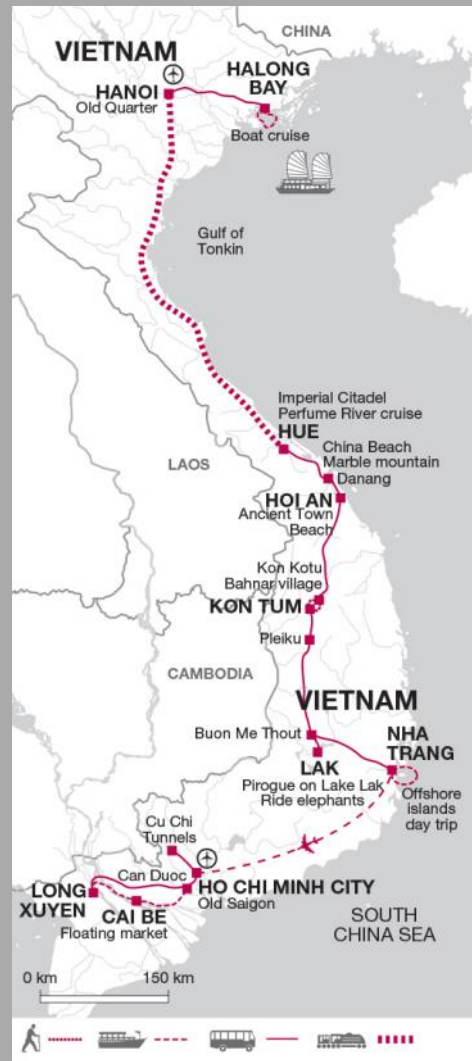 CHINA
VIETNAM
HANOI
Old Quarter
HALONG
BAY
Boat cruise
Gulf of
Tonkin
Imperial Citadel
Perfume River cruise
HUE
China Beach
Marble mountain
Danang
LAOS
HOI AN
Ancient Town
Beach
Kon Kotu
Bahnar village
KON TUM
Pleiku
CAMBODIA
VIETNAM
Buon Me Thout
NHA
TRANG
LAK
Pirogue on Lake Lak
Ride elephants
Offshore
islands
day trip
Cu Chi
Tunnels
Can Duoc
LONG
XUYEN
HO CHI MINH CITY
Old Saigon
CAI BE
Floating market
SOUTH
CHINA SEA
0 km
150 km